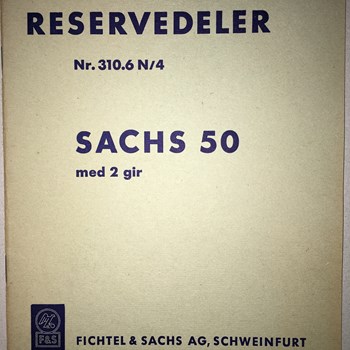 RESERVEDELER
Nr. 310.6 N/4
SACHS 50
med 2 gir
F&S
FICHTEL & SACHS AG, SCHWEINFURT